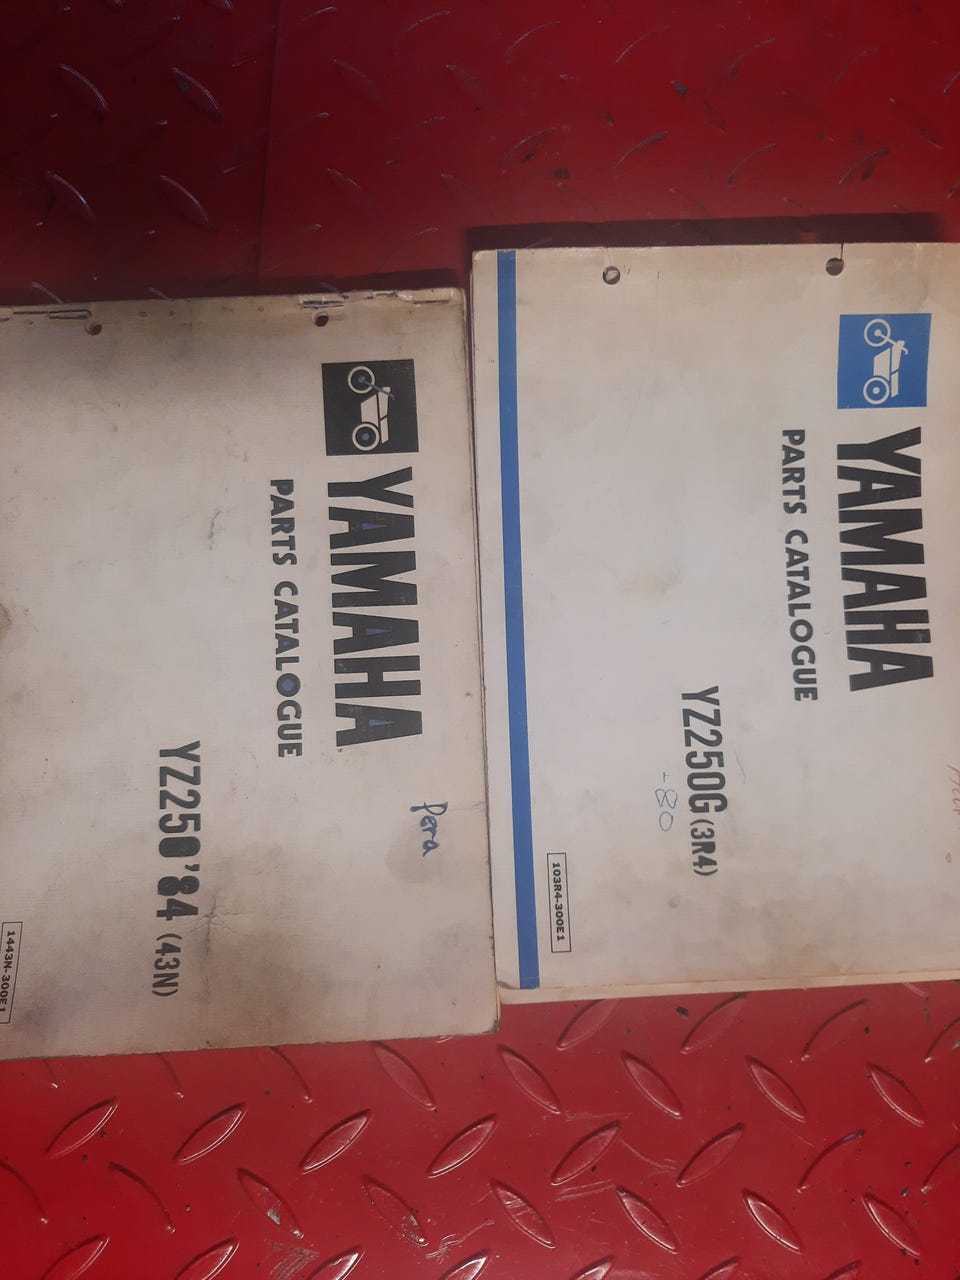 YAMAHA
PARTS CATALOGUE
YZ250G (3R4)
-80
103R4-300E1
YAMAHA
PARTS CATALOGUE
Pera
YZ250'84 (43N)
1443N-300E1